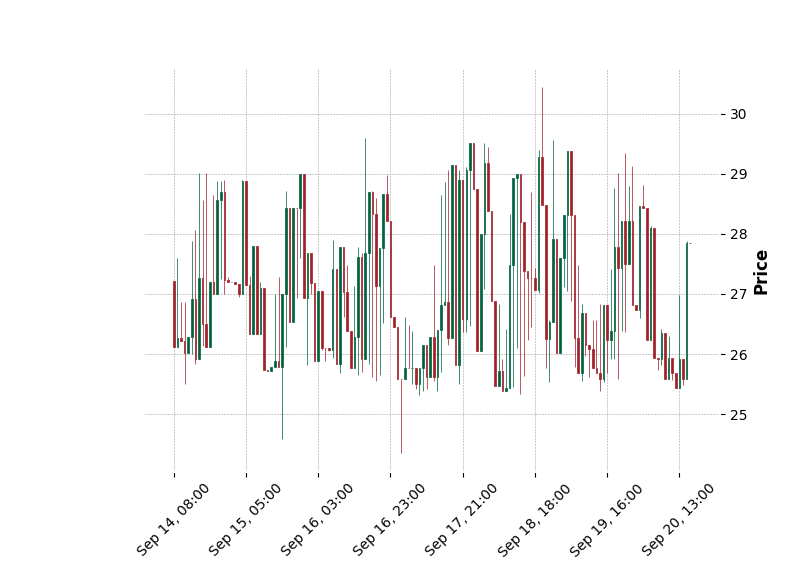 30
29
28
27
26
25
Price
Sep 14, 08:00
Sep 15, 05:00
Sep 16, 03:00
Sep 16, 23:00
Sep 17, 21:00
Sep 18, 18:00
Sep 19, 16:00
Sep 20, 13:00